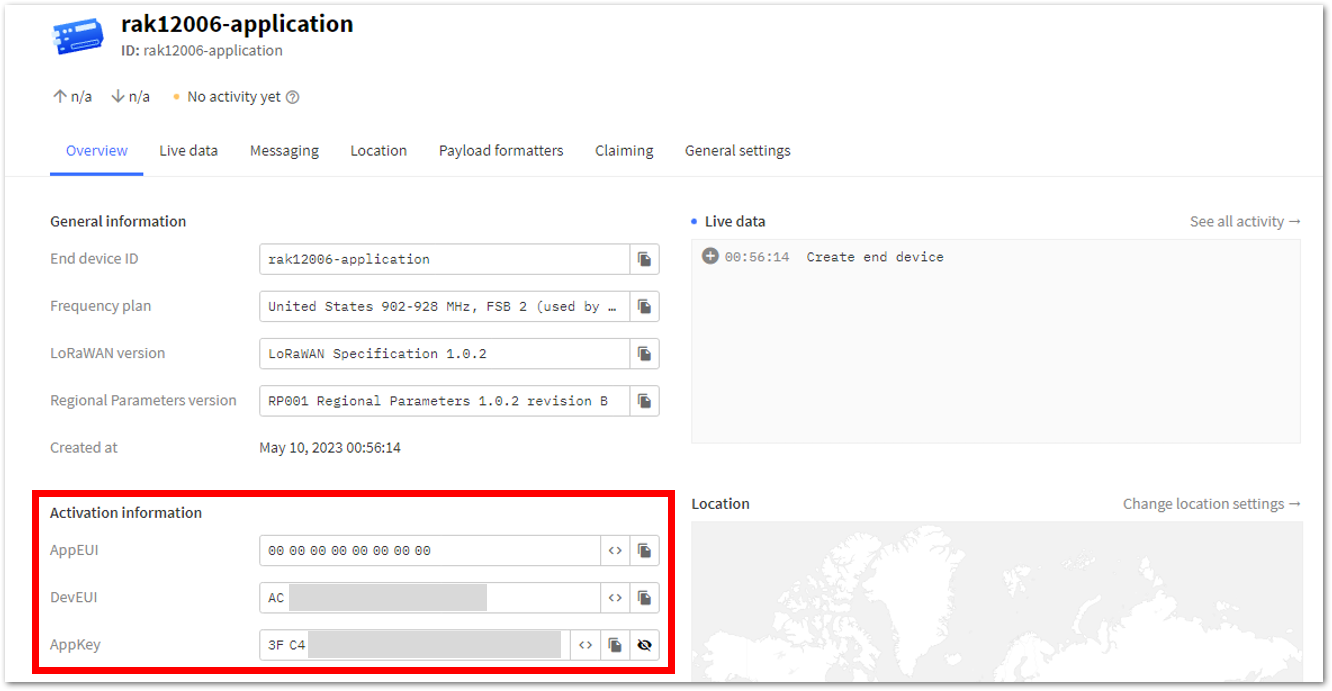 rak12006-application
ID: rak12006-application
n/a n/a No activity yet
Overview Live data Messaging Location Payload formatters Claiming General settings
General information
End device ID rak12006-application
Frequency plan United States 902-928 MHz, FSB 2 (used by …
LoRaWAN version LoRaWAN Specification 1.0.2
Regional Parameters version RP001 Regional Parameters 1.0.2 revision B
Created at May 10, 2023 00:56:14
Live data See all activity →
00:56:14 Create end device
Activation information
AppEUI 00 00 00 00 00 00 00 00
DevEUI AC
AppKey 3F C4
Location Change location settings →